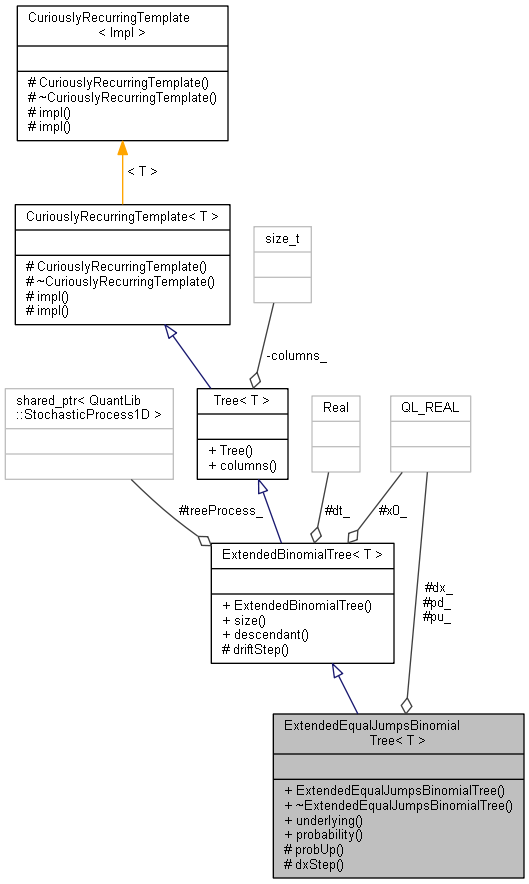 CuriouslyRecurringTemplate
< Impl >
# CuriouslyRecurringTemplate()
# ~CuriouslyRecurringTemplate()
# impl()
# impl()
< T >
CuriouslyRecurringTemplate< T >
# CuriouslyRecurringTemplate()
# ~CuriouslyRecurringTemplate()
# impl()
# impl()
size_t
-columns_
shared_ptr< QuantLib
::StochasticProcess1D >
Tree< T >
+ Tree()
+ columns()
Real
QL_REAL
#treeProcess_
#dt_
#x0_
ExtendedBinomialTree< T >
+ ExtendedBinomialTree()
+ size()
+ descendant()
# driftStep()
#dx_
#pd_
#pu_
ExtendedEqualJumpsBinomial
Tree< T >
+ ExtendedEqualJumpsBinomialTree()
+ ~ExtendedEqualJumpsBinomialTree()
+ underlying()
+ probability()
# probUp()
# dxStep()